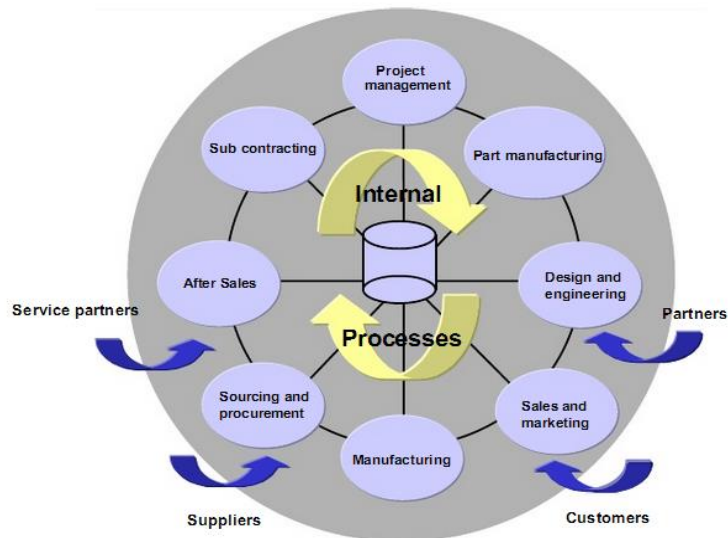 Project
management
Sub contracting
Part manufacturing
Internal
After Sales
Design and
engineering
Service partners
Partners
Processes
Sourcing and
procurement
Sales and
marketing
Manufacturing
Suppliers
Customers